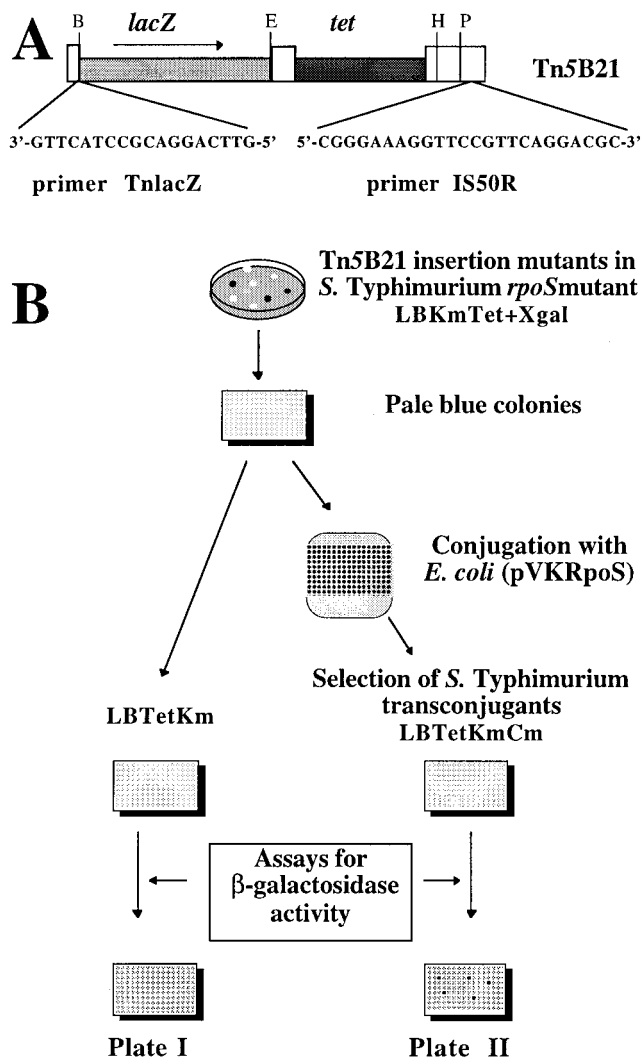 A
B
lacZ
E
tet
H
P
Tn5B21
3’-GTTCATCCGCAGGACTTG-5’
5’-CGGGAAAGGTTCCGTTCAGGACGC-3’
primer TnlacZ
primer IS50R
B
Tn5B21 insertion mutants in
S. Typhimurium rpoSmutant
LBKmTet+Xgal
Pale blue colonies
Conjugation with
E. coli (pVKRpoS)
LBTetKm
Selection of S. Typhimurium
transconjugants
LBTetKmCm
Assays for
β-galactosidase
activity
Plate I
Plate II